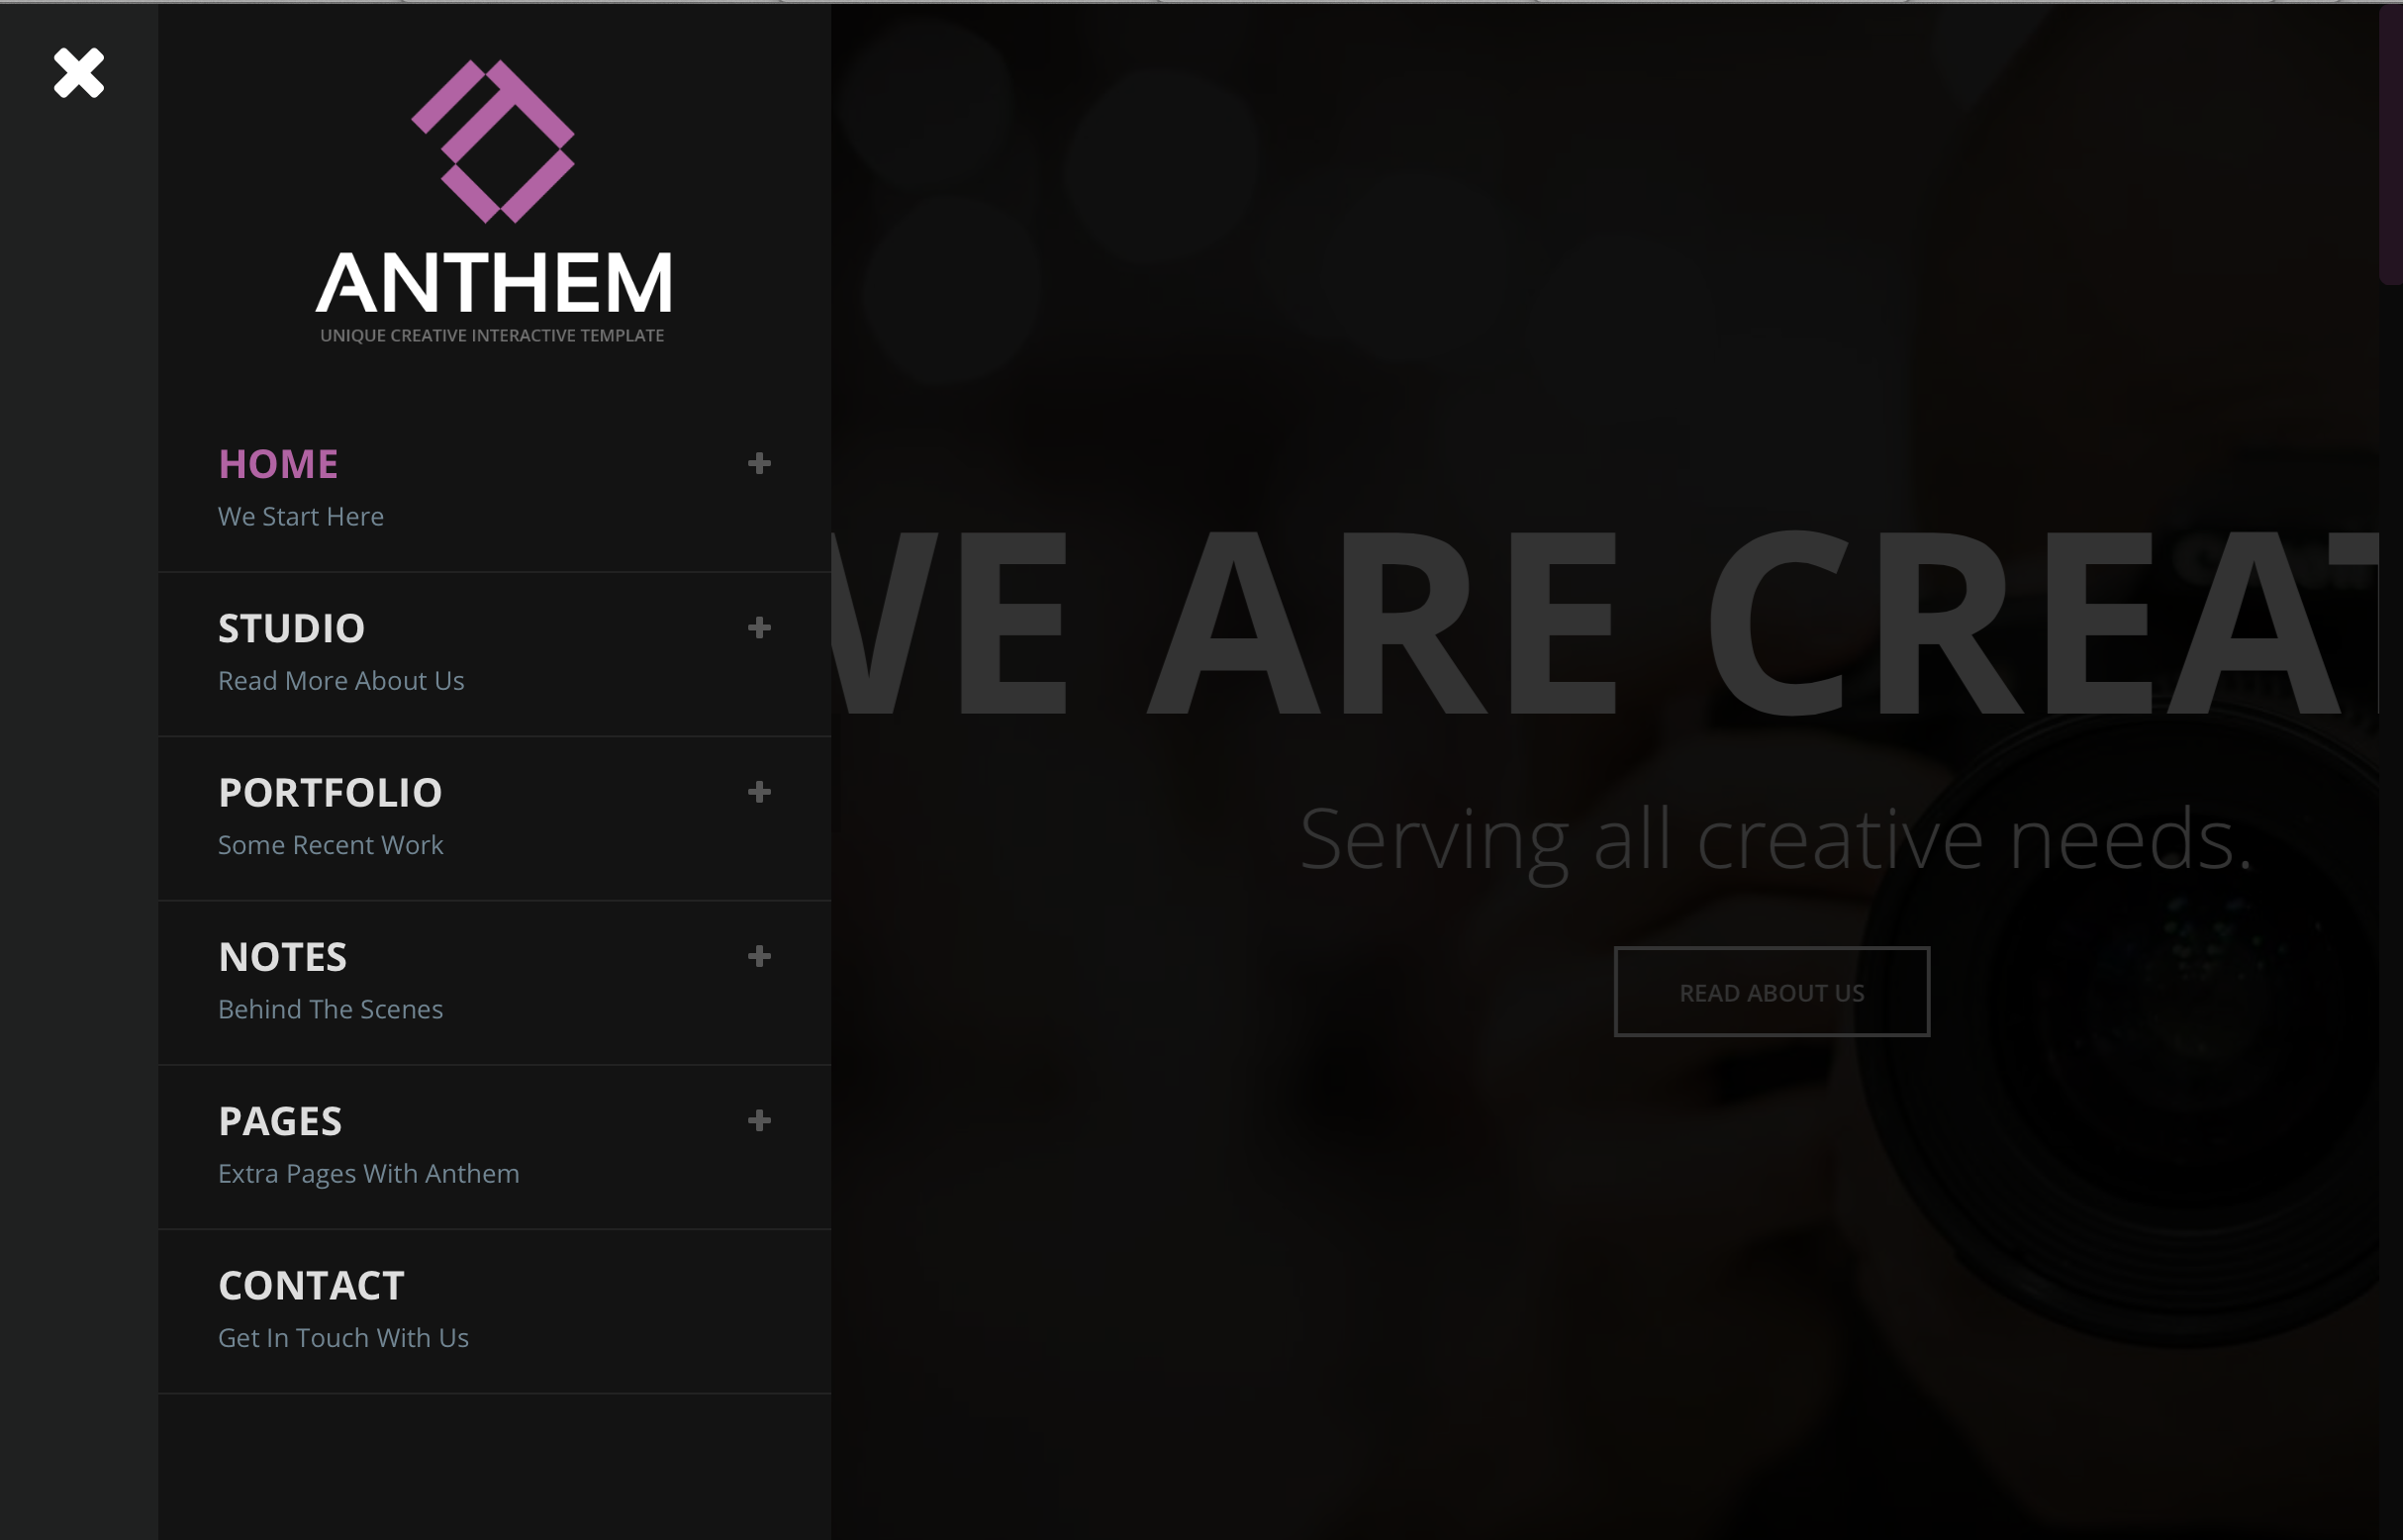 ANTHEM
UNIQUE CREATIVE INTERACTIVE TEMPLATE
HOME
We Start Here
STUDIO
Read More About Us
PORTFOLIO
Some Recent Work
NOTES
Behind The Scenes
PAGES
Extra Pages With Anthem
CONTACT
Get In Touch With Us
WE ARE CREAT
Serving all creative needs.
READ ABOUT US